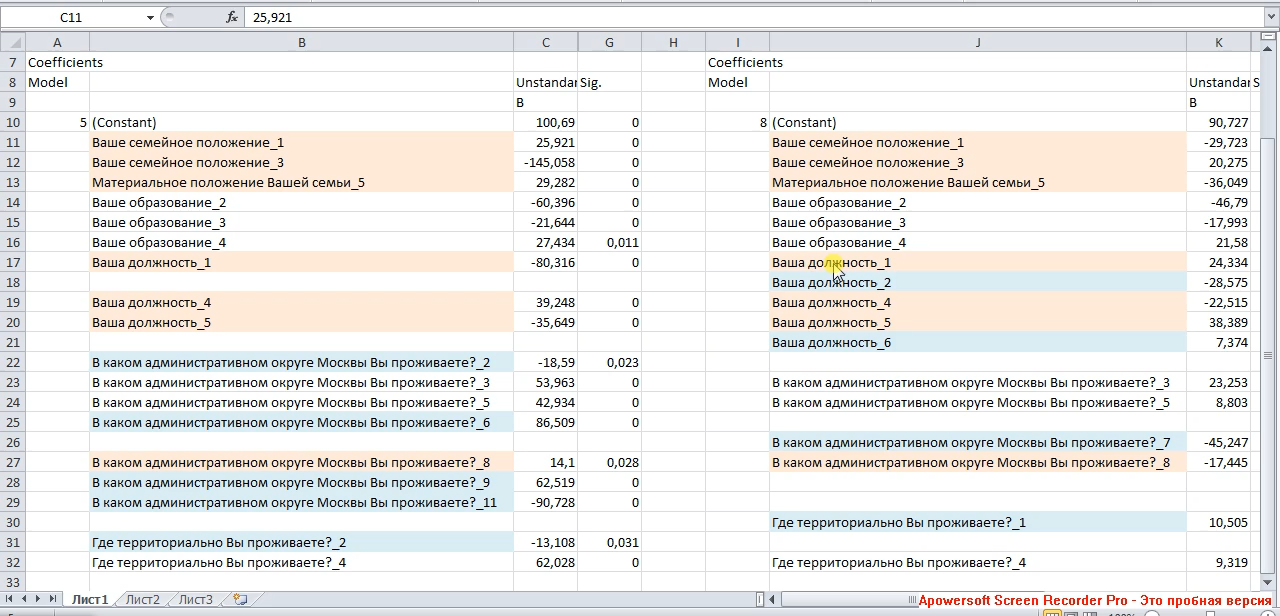 C11 fx 25,921
A B C G H I J K
7 Coefficients Coefficients
8 Model Unstandar Sig. Model Unstandar S
9 B B
10 5 (Constant) 100,69 0 8 (Constant) 90,727
11 Ваше семейное положение_1 25,921 0 Ваше семейное положение_1 -29,723
12 Ваше семейное положение_3 -145,058 0 Ваше семейное положение_3 20,275
13 Материальное положение Вашей семьи_5 29,282 0 Материальное положение Вашей семьи_5 -36,049
14 Ваше образование_2 -60,396 0 Ваше образование_2 -46,79
15 Ваше образование_3 -21,644 0 Ваше образование_3 -17,993
16 Ваше образование_4 27,434 0,011 Ваше образование_4 21,58
17 Ваша должность_1 -80,316 0 Ваша должность_1 24,334
18 Ваша должность_2 -28,575
19 Ваша должность_4 39,248 0 Ваша должность_4 -22,515
20 Ваша должность_5 -35,649 0 Ваша должность_5 38,389
21 Ваша должность_6 7,374
22 В каком административном округе Москвы Вы проживаете?_2 -18,59 0,023
23 В каком административном округе Москвы Вы проживаете?_3 53,963 0 В каком административном округе Москвы Вы проживаете?_3 23,253
24 В каком административном округе Москвы Вы проживаете?_5 42,934 0 В каком административном округе Москвы Вы проживаете?_5 8,803
25 В каком административном округе Москвы Вы проживаете?_6 86,509 0
26 В каком административном округе Москвы Вы проживаете?_7 -45,247
27 В каком административном округе Москвы Вы проживаете?_8 14,1 0,028 В каком административном округе Москвы Вы проживаете?_8 -17,445
28 В каком административном округе Москвы Вы проживаете?_9 62,519 0
29 В каком административном округе Москвы Вы проживаете?_11 -90,728 0
30 Где территориально Вы проживаете?_1 10,505
31 Где территориально Вы проживаете?_2 -13,108 0,031
32 Где территориально Вы проживаете?_4 62,028 0 Где территориально Вы проживаете?_4 9,319
33
Лист1 Лист2 Лист3
Apowersoft Screen Recorder Pro - Это пробная версия